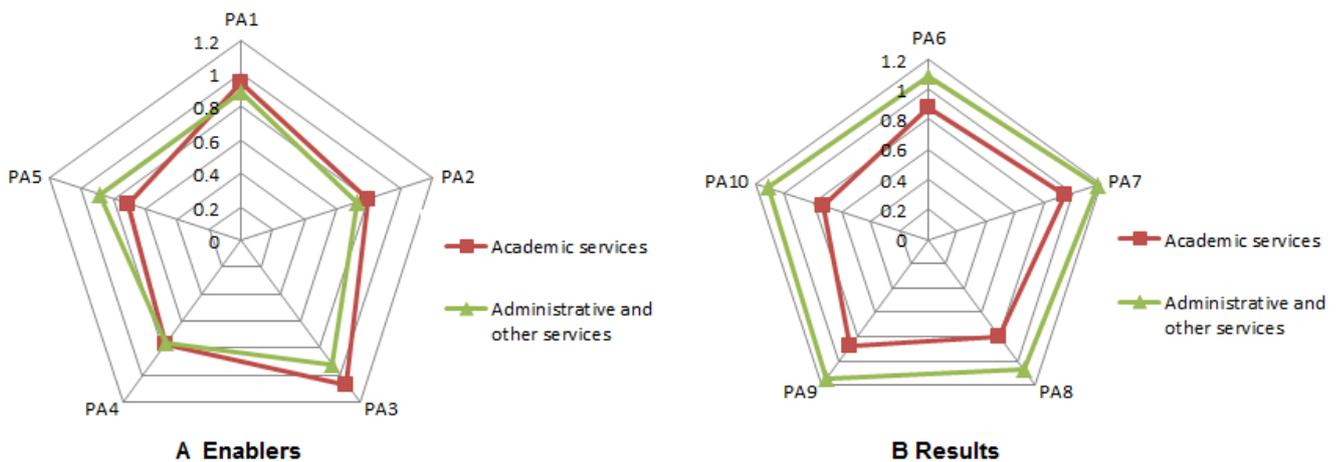 PA1
1.2
1
0.8
0.6
0.4
0.2
0
PA2
PA3
PA4
PA5
Academic services
Administrative and
other services
A Enablers
PA6
1.2
1
0.8
0.6
0.4
0.2
0
PA7
PA8
PA9
PA10
Academic services
Administrative and
other services
B Results